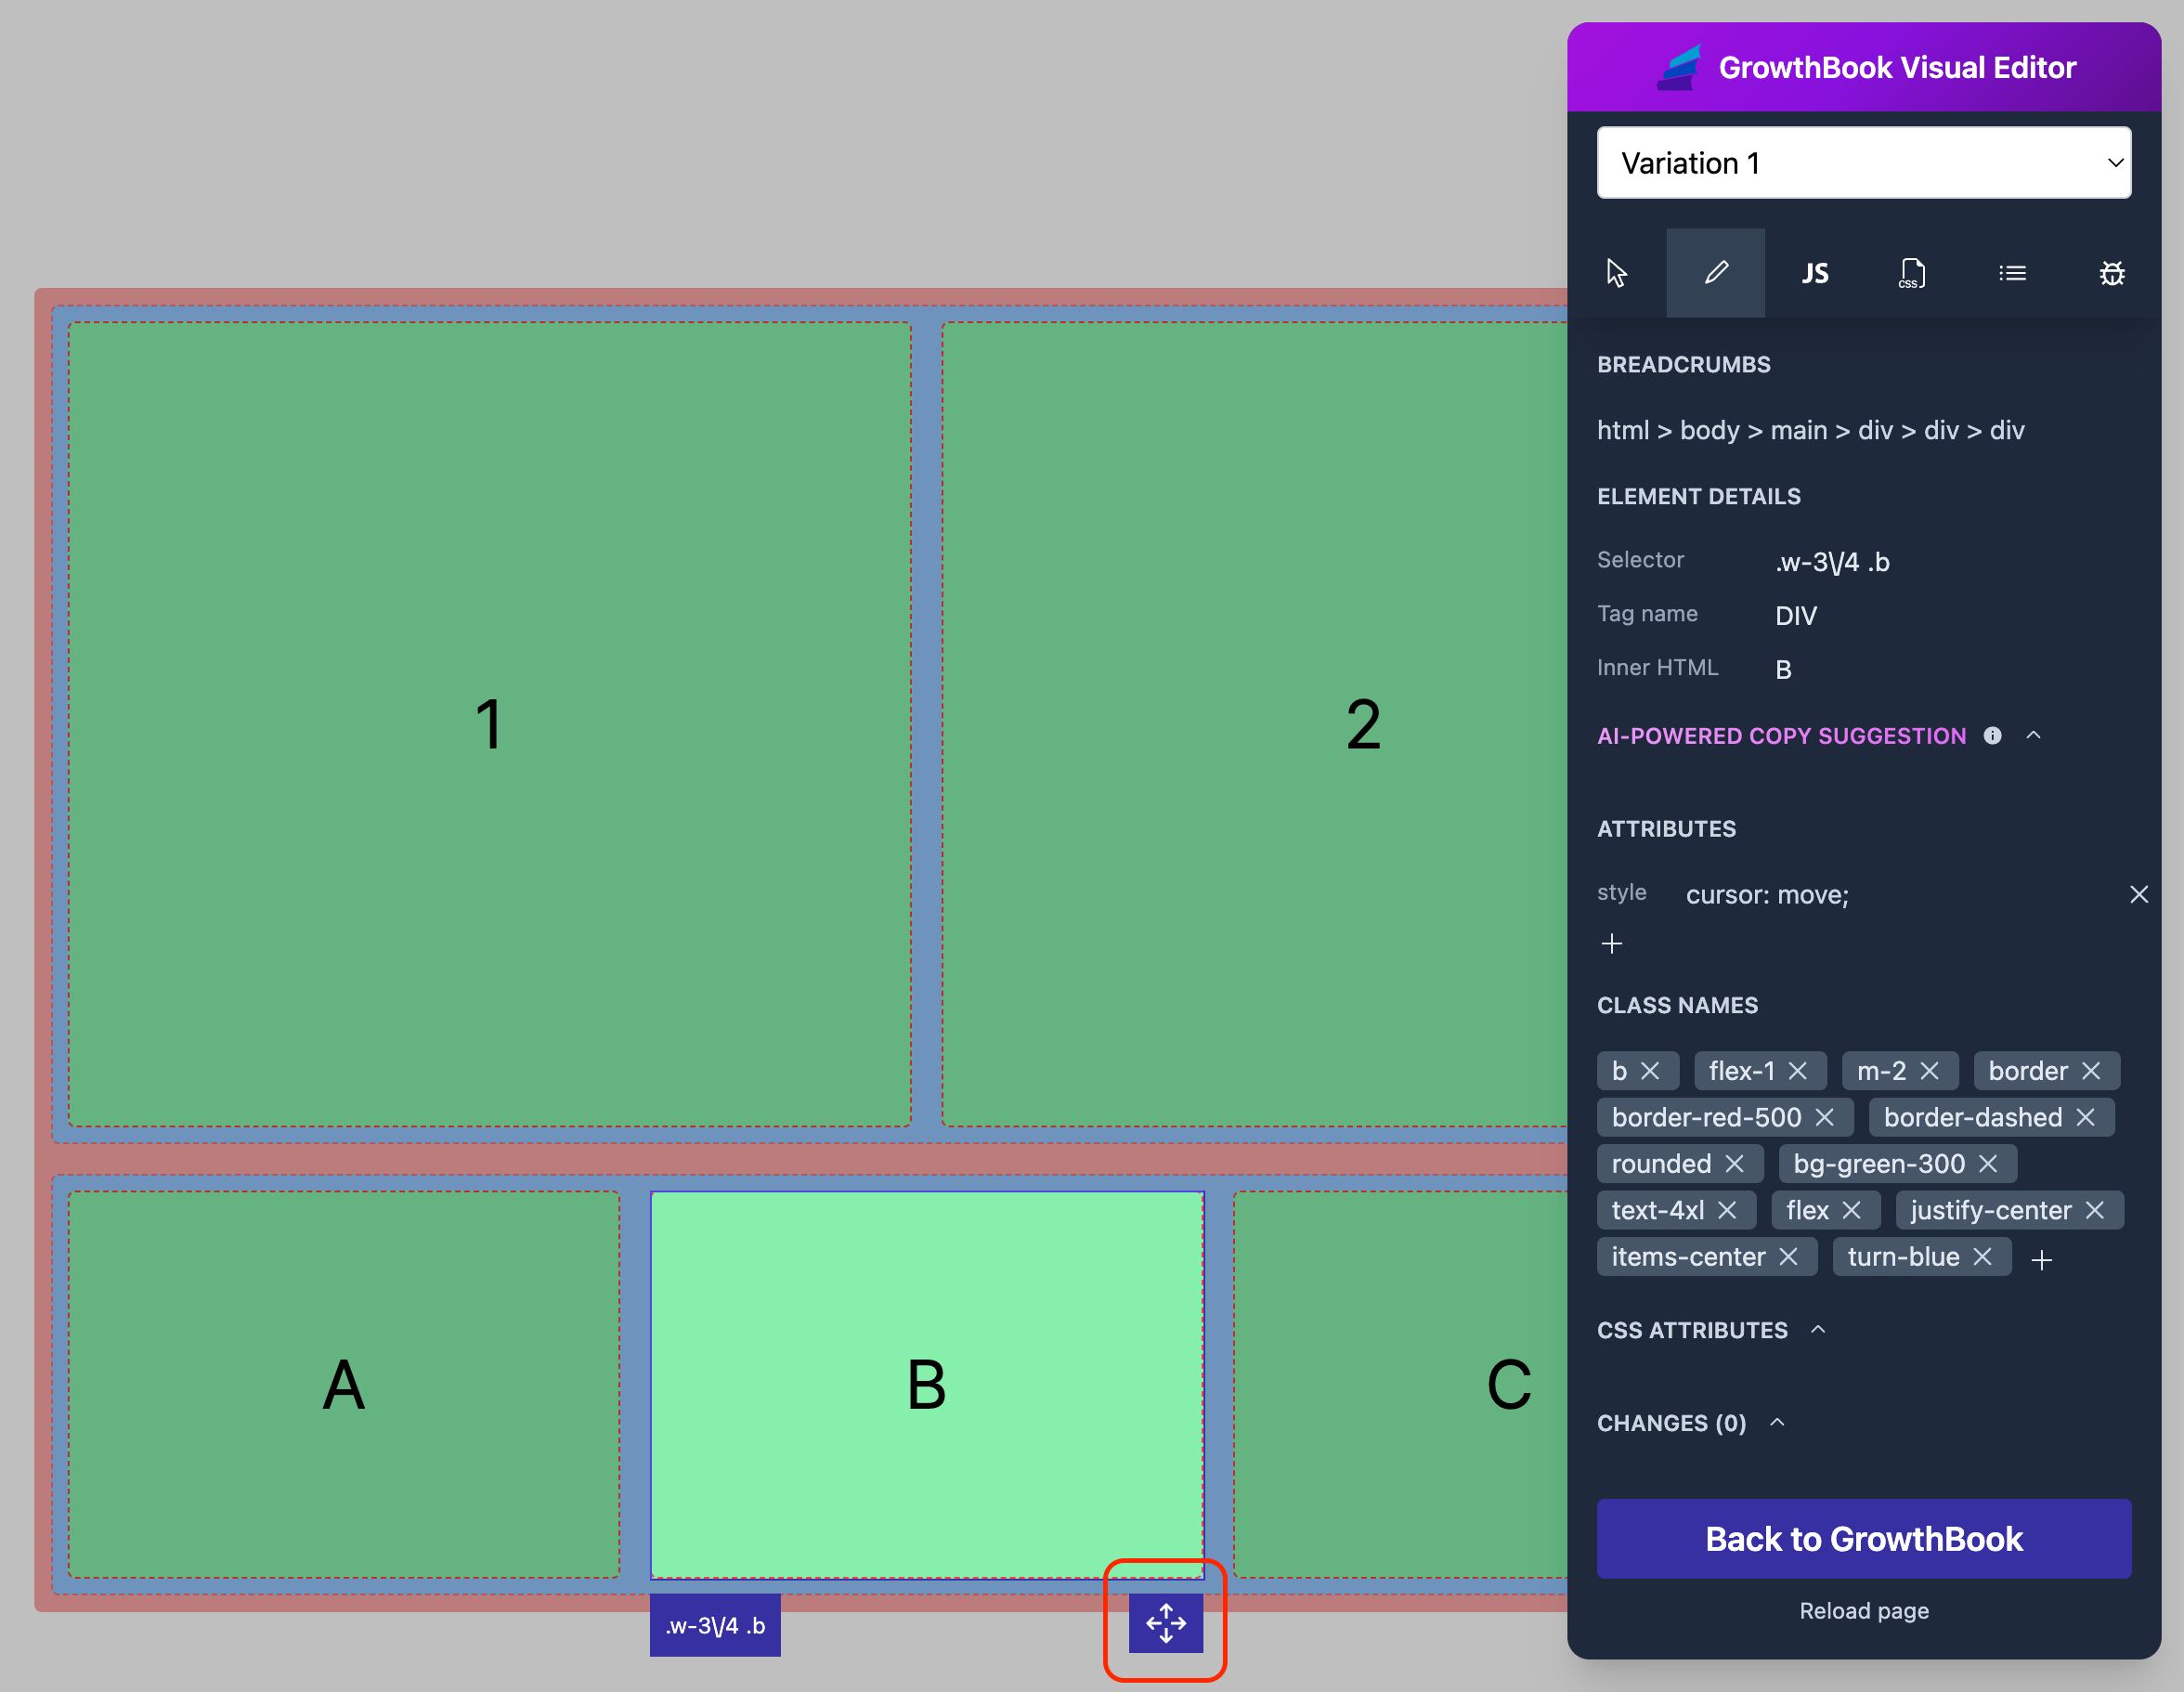 GrowthBook Visual Editor
Variation 1
JS
CSS
BREADCRUMBS
html > body > main > div > div > div
ELEMENT DETAILS
Selector .w-3\/4 .b
Tag name DIV
Inner HTML B
AI-POWERED COPY SUGGESTION
ATTRIBUTES
style cursor: move;
CLASS NAMES
b flex-1 m-2 border
border-red-500 border-dashed
rounded bg-green-300
text-4xl flex justify-center
items-center turn-blue
CSS ATTRIBUTES
CHANGES (0)
Back to GrowthBook
Reload page
1 2
A B C
.w-3\/4 .b